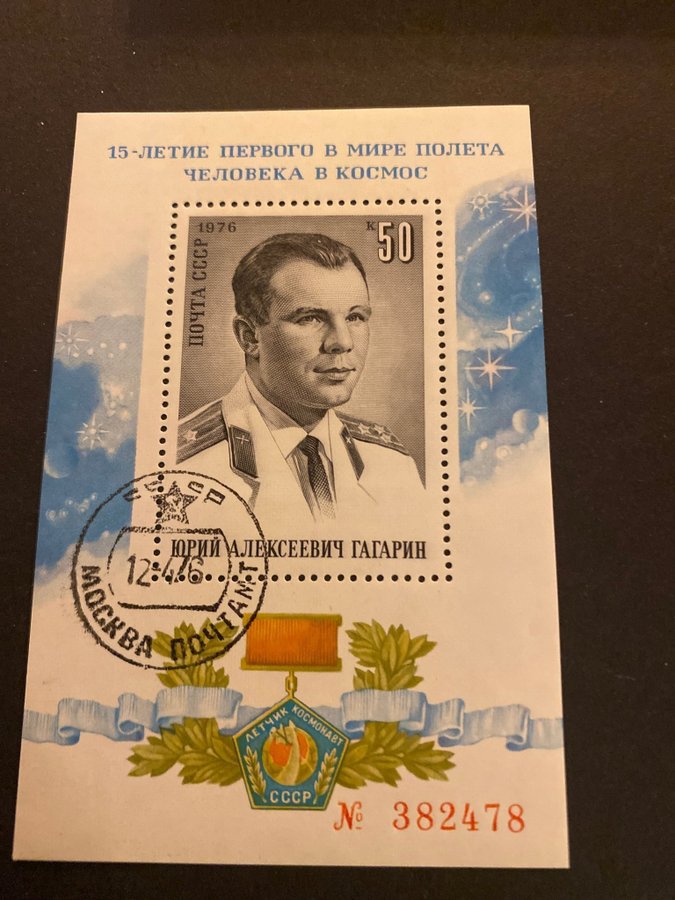 15-ЛЕТИЕ ПЕРВОГО В МИРЕ ПОЛЕТА
ЧЕЛОВЕКА В КОСМОС
1976
К 50
ПОЧТА СССР
ЮРИЙ АЛЕКСЕЕВИЧ ГАГАРИН
СССР
12-4.76
МОСКВА ПОЧТАМТ
ЛЕТЧИК КОСМОНАВТ
СССР
№ 382478